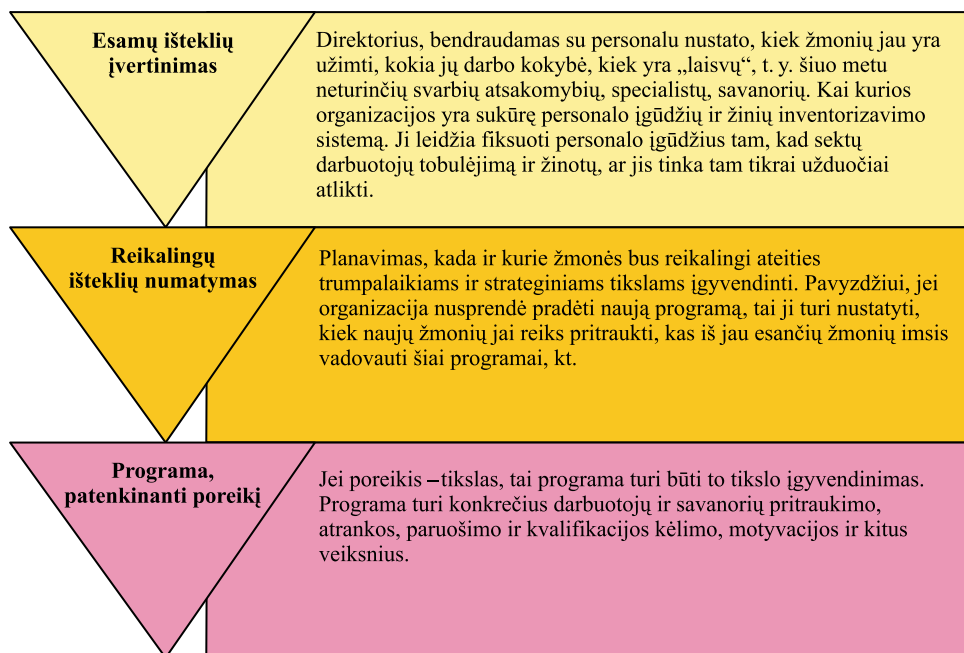 Esamų išteklių
įvertinimas
Direktorius, bendraudamas su personalu nustato, kiek žmonių jau yra
užimti, kokia jų darbo kokybė, kiek yra „laisvų“, t. y. šiuo metu
neturinčių svarbių atsakomybių, specialistų, savanorių. Kai kurios
organizacijos yra sukūrę personalo įgūdžių ir žinių inventorizavimo
sistemą. Ji leidžia fiksuoti personalo įgūdžius tam, kad sektų
darbuotojų tobulėjimą ir žinotų, ar jis tinka tam tikrai užduočiai
atlikti.
Reikalingų
išteklių numatymas
Planavimas, kada ir kurie žmonės bus reikalingi ateities
trumpalaikiams ir strateginiams tikslams įgyvendinti. Pavyzdžiui, jei
organizacija nusprendė pradėti naują programą, tai ji turi nustatyti,
kiek naujų žmonių jai reiks pritraukti, kas iš jau esančių žmonių imsis
vadovauti šiai programai, kt.
Programa,
patenkinanti poreikį
Jei poreikis –tikslas, tai programa turi būti to tikslo įgyvendinimas.
Programa turi konkrečius darbuotojų ir savanorių pritraukimo,
atrankos, paruošimo ir kvalifikacijos kėlimo, motyvacijos ir kitus
veiksnius.